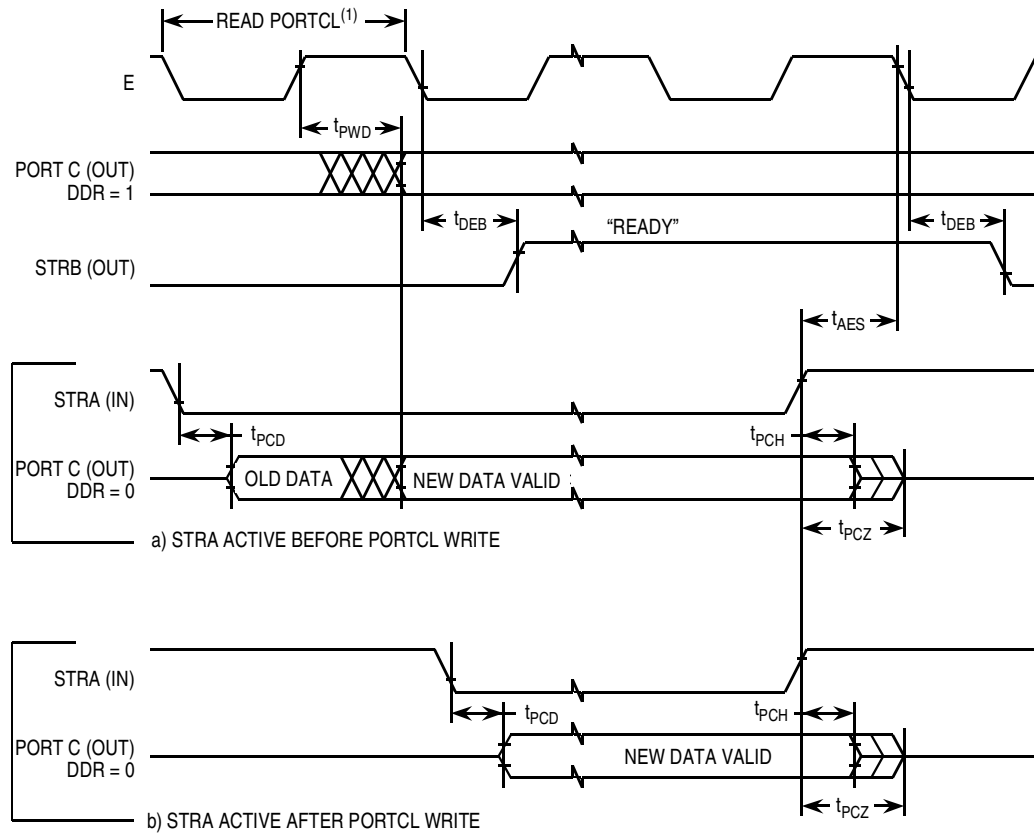 READ PORTCL(1)
E
tPWD
PORT C (OUT)
DDR = 1
tDEB
"READY"
tDEB
STRB (OUT)
tAES
STRA (IN)
tPCD
tPCH
PORT C (OUT)
DDR = 0
OLD DATA
NEW DATA VALID
tPCZ
a) STRA ACTIVE BEFORE PORTCL WRITE
STRA (IN)
tPCD
tPCH
PORT C (OUT)
DDR = 0
NEW DATA VALID
tPCZ
b) STRA ACTIVE AFTER PORTCL WRITE